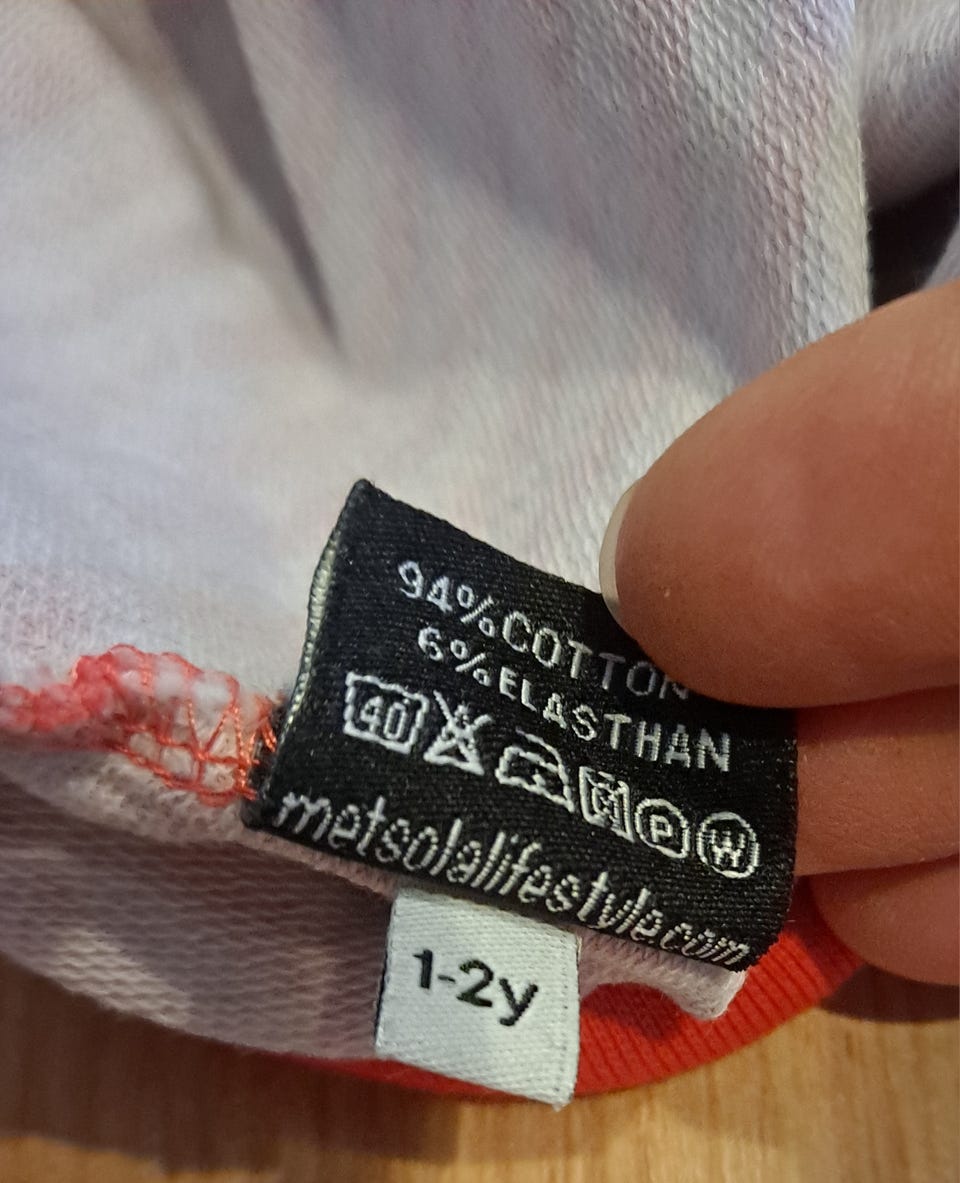 94%COTTON
6%ELASTHAN
40 P W
metsolalifestyle.com
1-2y